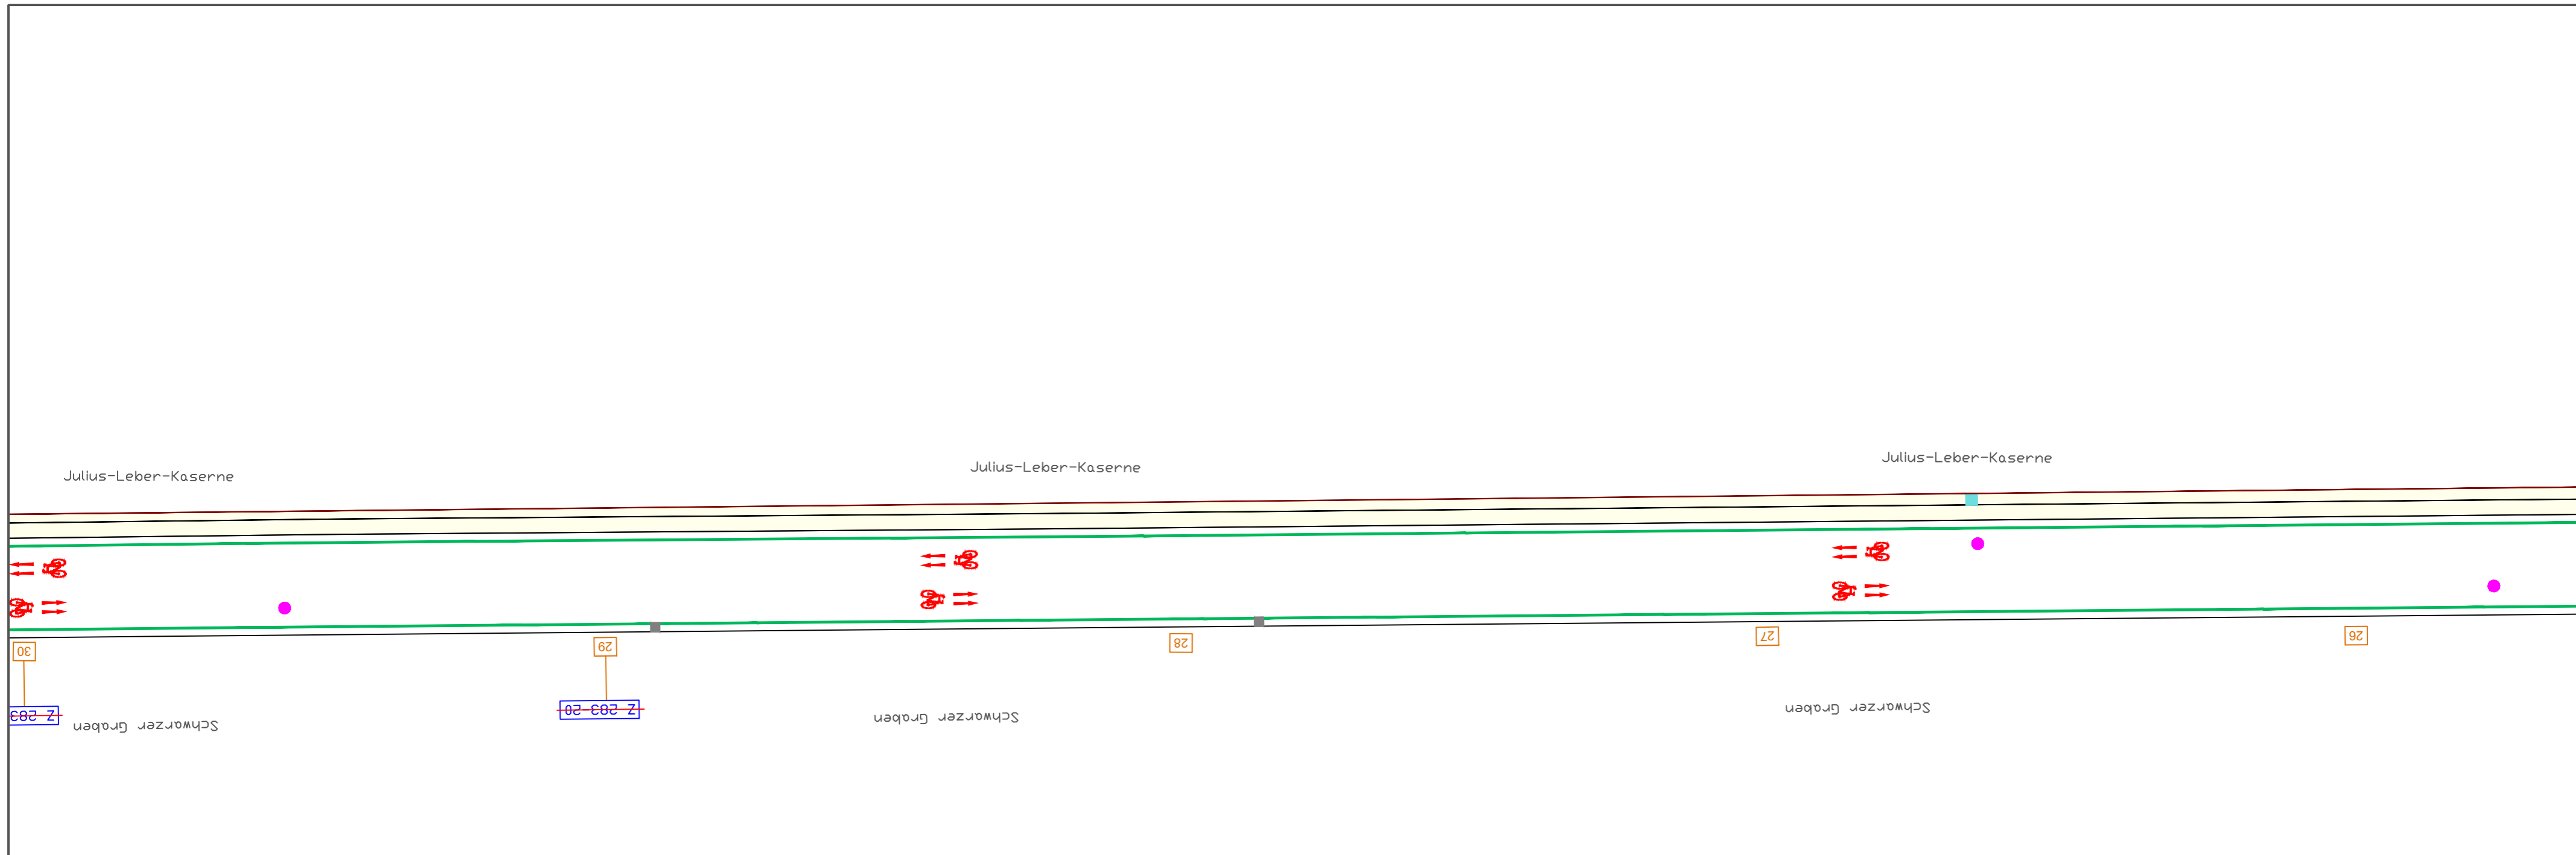 Julius-Leber-Kaserne
Julius-Leber-Kaserne
Julius-Leber-Kaserne
30
29
28
27
26
Z 283
Z 283-20
Schwarzer Graben
Schwarzer Graben
Schwarzer Graben